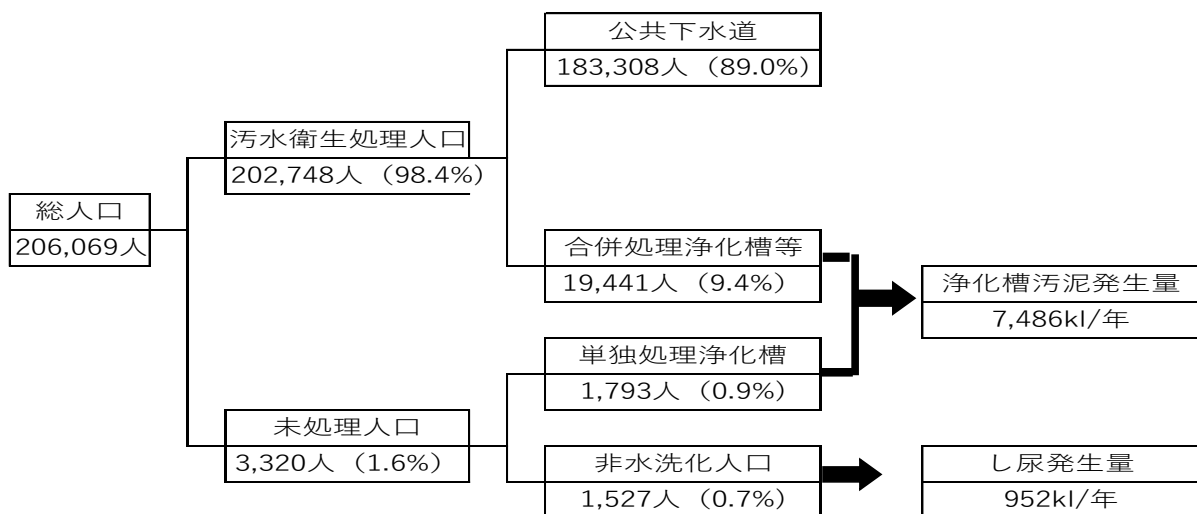 総人口
206,069人
汚水衛生処理人口
202,748人（98.4%）
公共下水道
183,308人（89.0%）
合併処理浄化槽等
19,441人（9.4%）
浄化槽汚泥発生量
7,486kl/年
未処理人口
3,320人（1.6%）
単独処理浄化槽
1,793人（0.9%）
非水洗化人口
1,527人（0.7%）
し尿発生量
952kl/年